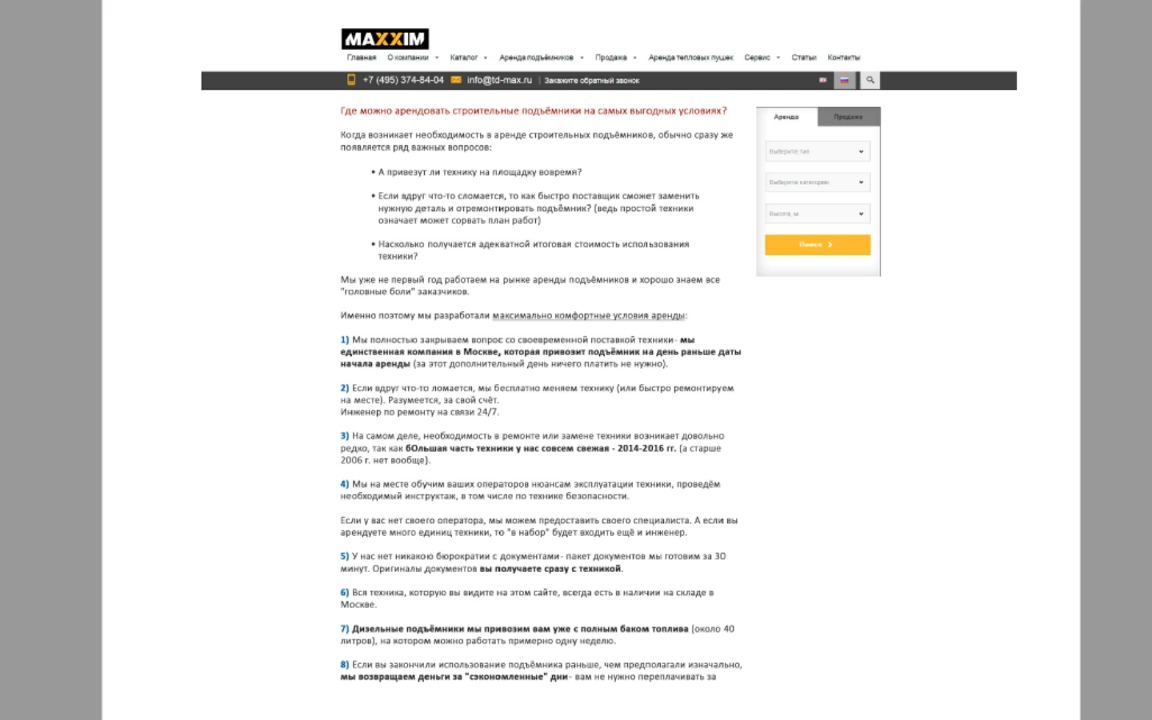 MAXXIM
Главная О компании Каталог Аренда подъёмников Продажа Аренда тепловых пушек Сервис Статьи Контакты
+7 (495) 374-84-04 info@td-max.ru | Закажите обратный звонок
Где можно арендовать строительные подъёмники на самых выгодных условиях?
Когда возникает необходимость в аренде строительных подъёмников, обычно сразу же
появляется ряд важных вопросов:
• А привезут ли технику на площадку вовремя?
• Если вдруг что-то сломается, то как быстро поставщик сможет заменить
нужную деталь и отремонтировать подъёмник? (ведь простой техники
означает может сорвать план работ)
• Насколько получается адекватной итоговая стоимость использования
техники?
Мы уже не первый год работаем на рынке аренды подъёмников и хорошо знаем все
"головные боли" заказчиков.
Именно поэтому мы разработали максимально комфортные условия аренды:
1) Мы полностью закрываем вопрос со своевременной поставкой техники- мы
единственная компания в Москве, которая привозит подъёмник на день раньше даты
начала аренды (за этот дополнительный день ничего платить не нужно).
2) Если вдруг что-то ломается, мы бесплатно меняем технику (или быстро ремонтируем
на месте). Разумеется, за свой счёт.
Инженер по ремонту на связи 24/7.
3) На самом деле, необходимость в ремонте или замене техники возникает довольно
редко, так как бОльшая часть техники у нас совсем свежая - 2014-2016 гг. (а старше
2006 г. нет вообще).
4) Мы на месте обучим ваших операторов нюансам эксплуатации техники, проведём
необходимый инструктаж, в том числе по технике безопасности.
Если у вас нет своего оператора, мы можем предоставить своего специалиста. А если вы
арендуете много единиц техники, то "в набор" будет входить ещё и инженер.
5) У нас нет никакою бюрократии с документами- пакет документов мы готовим за 30
минут. Оригиналы документов вы получаете сразу с техникой.
6) Вся техника, которую вы видите на этом сайте, всегда есть в наличии на складе в
Москве.
7) Дизельные подъёмники мы привозим вам уже с полным баком топлива (около 40
литров), на котором можно работать примерно одну неделю.
8) Если вы закончили использование подъёмника раньше, чем предполагали изначально,
мы возвращаем деньги за "сэкономленные" дни- вам не нужно переплачивать за
Аренда Продажа
Выберите тип
Выберите категорию
Высота, м
Поиск